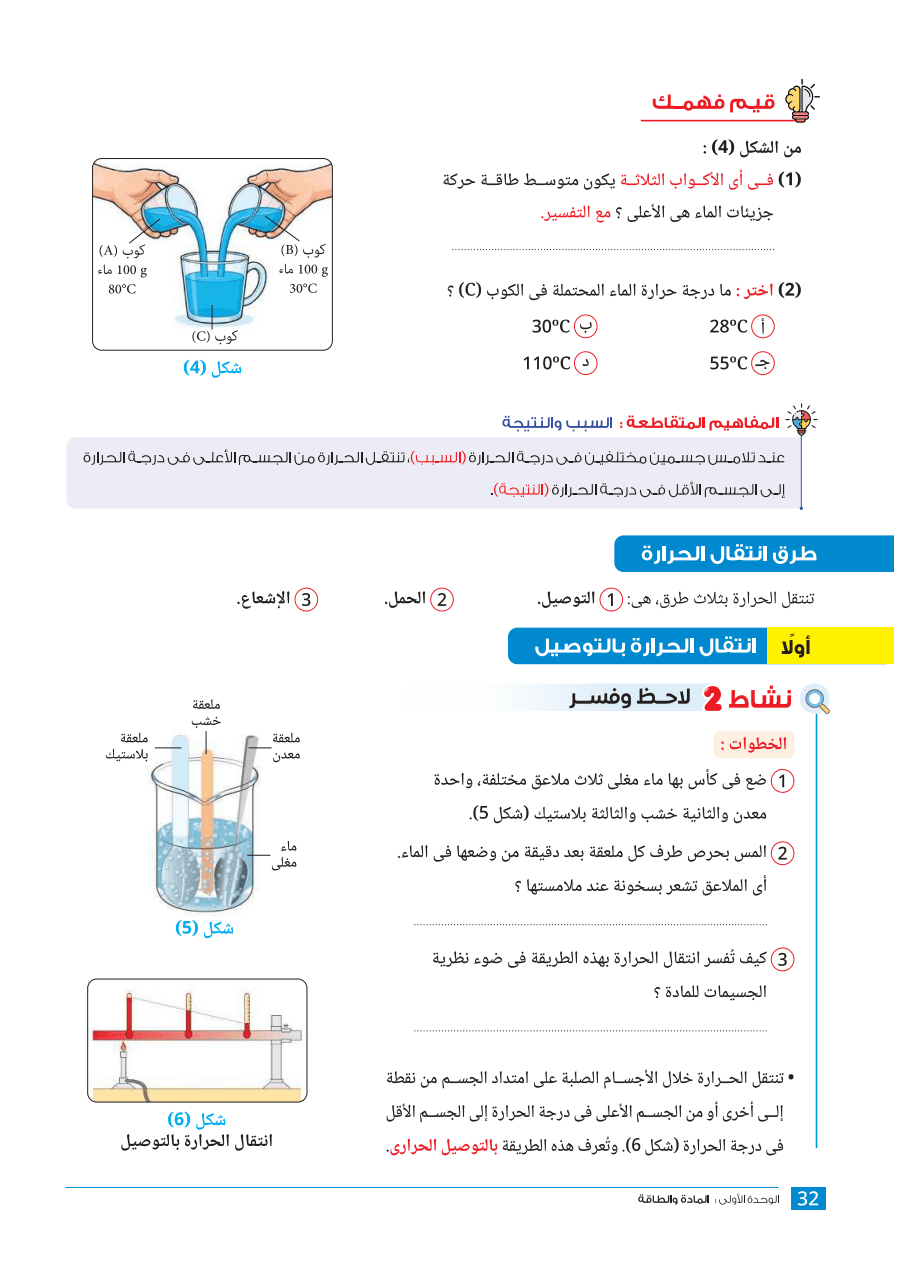 قيم فهمك
من الشكل (4) :
(1) فى أى الأكواب الثلاثة يكون متوسط طاقة حركة
جزيئات الماء هى الأعلى ؟ مع التفسير.
(2) اختر : ما درجة حرارة الماء المحتملة فى الكوب (C) ؟
أ 28°C ب 30°C
جـ 55°C د 110°C
كوب (B)
100 g ماء
30°C
كوب (A)
100 g ماء
80°C
كوب (C)
شكل (4)
المفاهيم المتقاطعة : السبب والنتيجة
عند تلامس جسمين مختلفين فى درجة الحرارة (السبب)، تنتقل الحرارة من الجسم الأعلى فى درجة الحرارة
إلى الجسم الأقل فى درجة الحرارة (النتيجة).
طرق انتقال الحرارة
تنتقل الحرارة بثلاث طرق، هى: 1 التوصيل. 2 الحمل. 3 الإشعاع.
أولًا انتقال الحرارة بالتوصيل
نشاط 2 لاحظ وفسر
الخطوات :
1 ضع فى كأس بها ماء مغلى ثلاث ملاعق مختلفة، واحدة
معدن والثانية خشب والثالثة بلاستيك (شكل 5).
2 المس بحرص طرف كل ملعقة بعد دقيقة من وضعها فى الماء.
أى الملاعق تشعر بسخونة عند ملامستها ؟
3 كيف تُفسر انتقال الحرارة بهذه الطريقة فى ضوء نظرية
الجسيمات للمادة ؟
ملعقة
خشب
ملعقة
معدن
ملعقة
بلاستيك
ماء
مغلى
شكل (5)
• تنتقل الحرارة خلال الأجسام الصلبة على امتداد الجسم من نقطة
إلى أخرى أو من الجسم الأعلى فى درجة الحرارة إلى الجسم الأقل
فى درجة الحرارة (شكل 6). وتُعرف هذه الطريقة بالتوصيل الحرارى.
شكل (6)
انتقال الحرارة بالتوصيل
32 الوحدة الأولى : المادة والطاقة